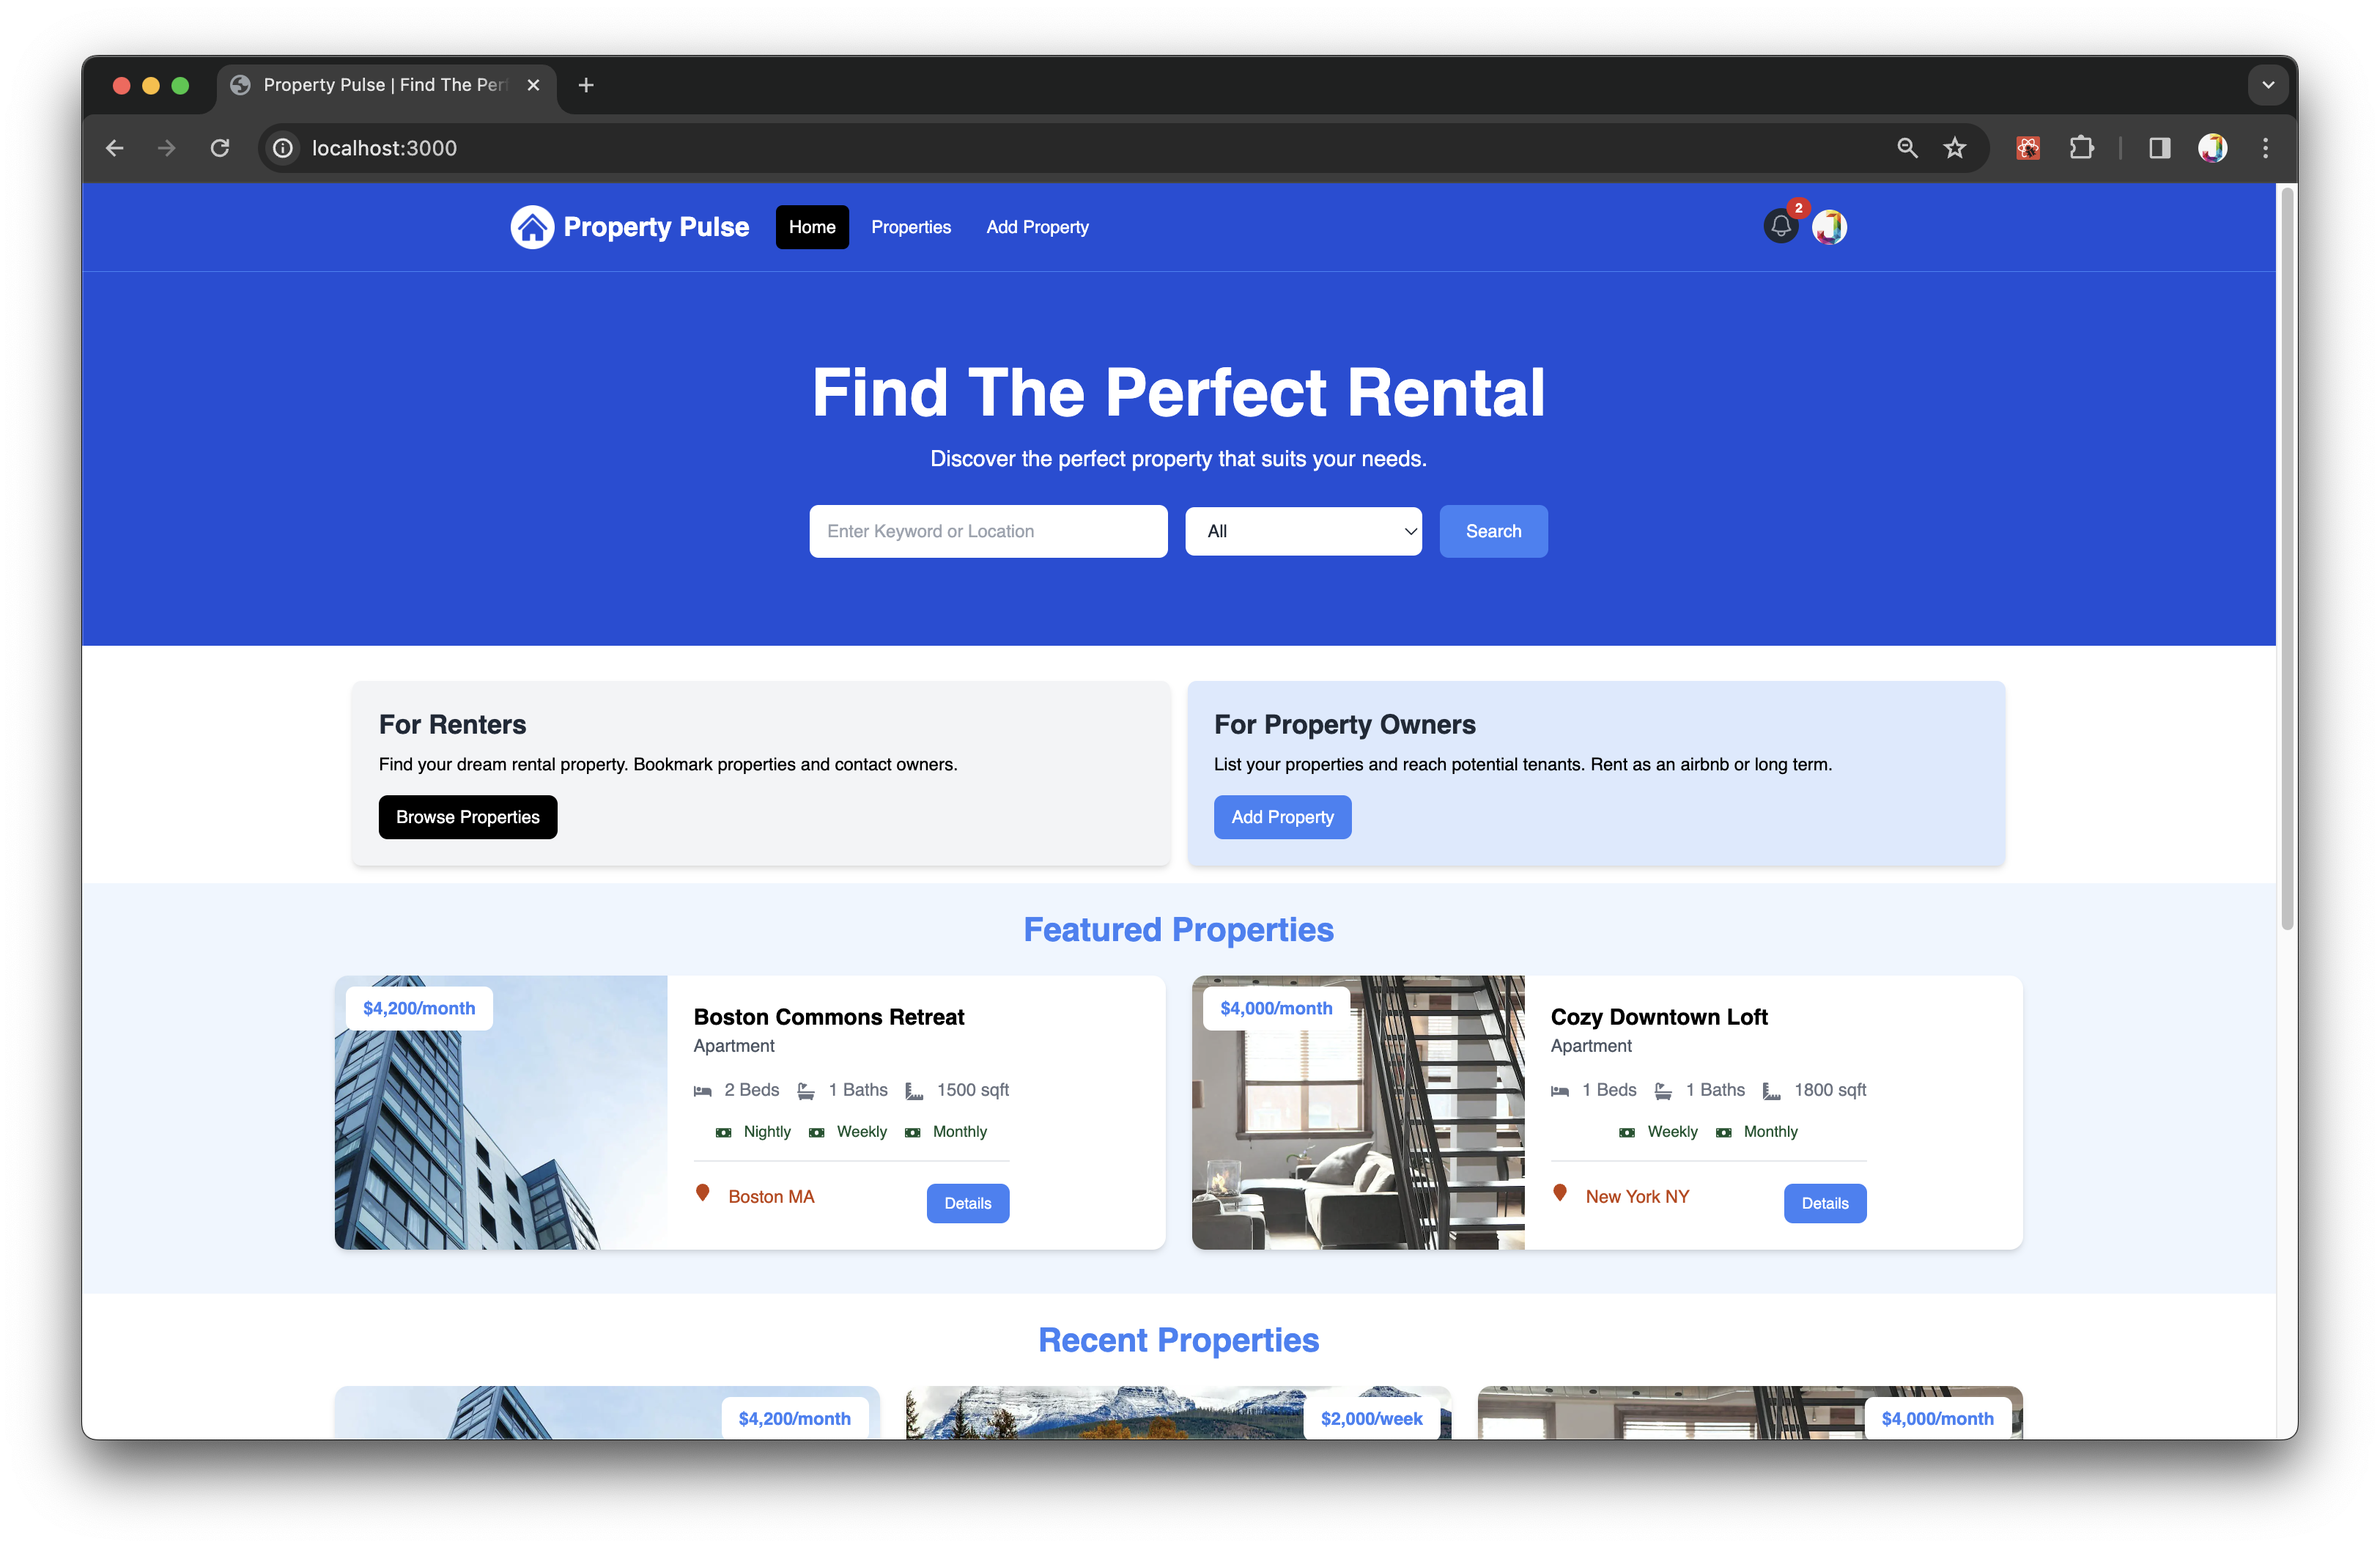 Property Pulse | Find The Per
localhost:3000
Property Pulse
Home
Properties
Add Property
2
Find The Perfect Rental
Discover the perfect property that suits your needs.
Enter Keyword or Location
All
Search
For Renters
Find your dream rental property. Bookmark properties and contact owners.
Browse Properties
For Property Owners
List your properties and reach potential tenants. Rent as an airbnb or long term.
Add Property
Featured Properties
$4,200/month
Boston Commons Retreat
Apartment
2 Beds 1 Baths 1500 sqft
Nightly Weekly Monthly
Boston MA
Details
$4,000/month
Cozy Downtown Loft
Apartment
1 Beds 1 Baths 1800 sqft
Weekly Monthly
New York NY
Details
Recent Properties
$4,200/month
$2,000/week
$4,000/month